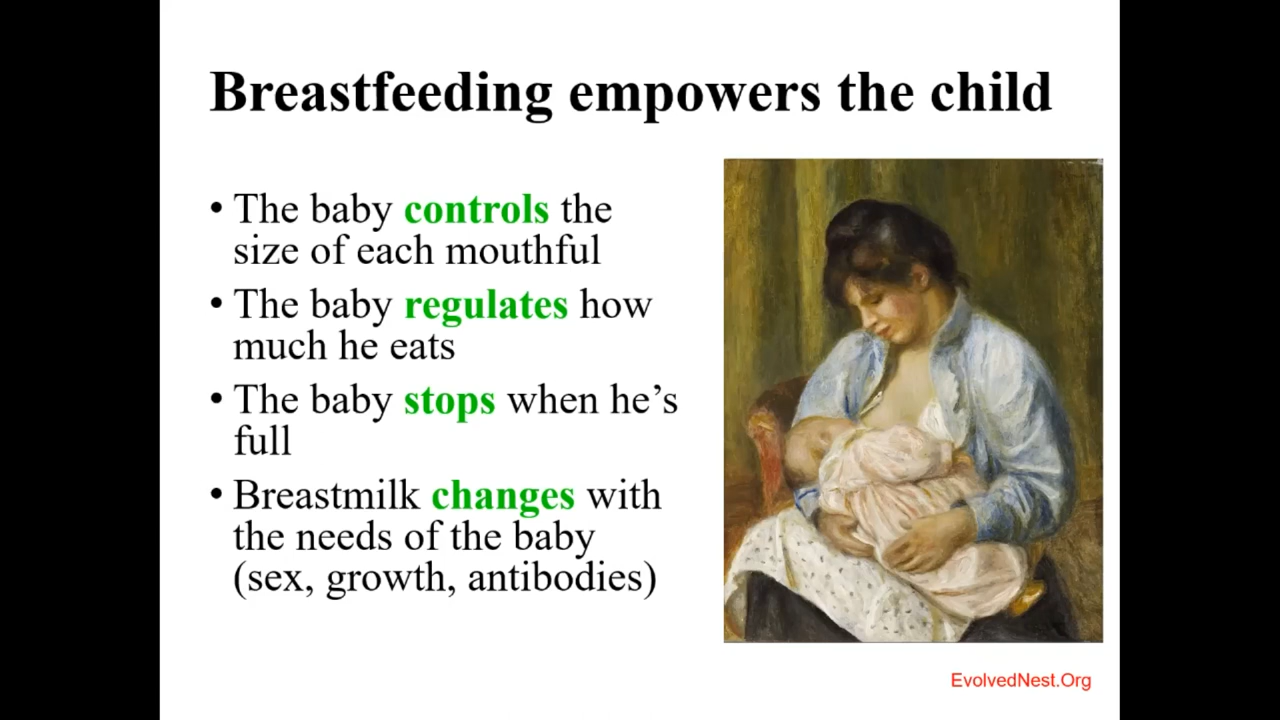 Breastfeeding empowers the child
• The baby controls the
size of each mouthful
• The baby regulates how
much he eats
• The baby stops when he’s
full
• Breastmilk changes with
the needs of the baby
(sex, growth, antibodies)
EvolvedNest.Org